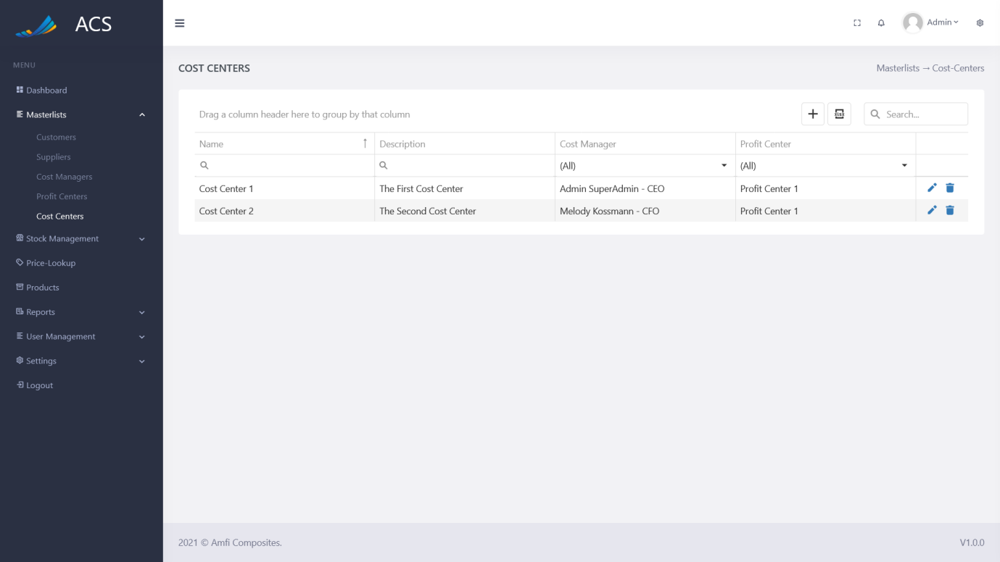 ACS
Admin
MENU
Dashboard
Masterlists
Customers
Suppliers
Cost Managers
Profit Centers
Cost Centers
Stock Management
Price-Lookup
Products
Reports
User Management
Settings
Logout
COST CENTERS
Masterlists → Cost-Centers
Drag a column header here to group by that column
xlsx
Search...
Name ↑ Description Cost Manager Profit Center
(All) (All)
Cost Center 1 The First Cost Center Admin SuperAdmin - CEO Profit Center 1
Cost Center 2 The Second Cost Center Melody Kossmann - CFO Profit Center 1
2021 © Amfi Composites.
V1.0.0